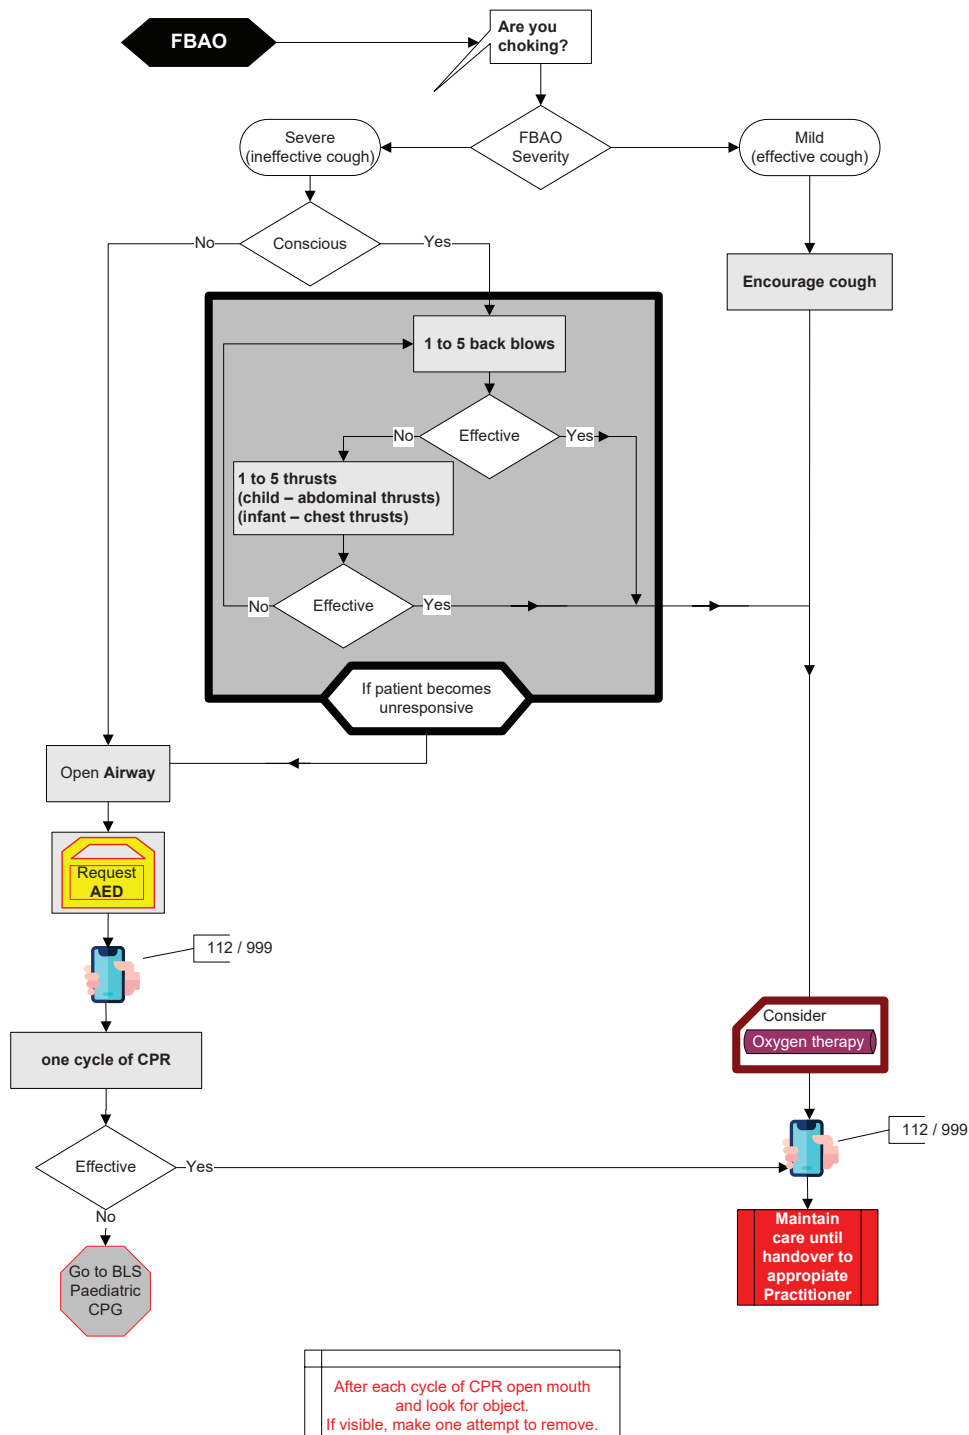 FBAO
Are you
choking?
Severe
(ineffective cough)
FBAO
Severity
Mild
(effective cough)
No
Conscious
Yes
Encourage cough
1 to 5 back blows
No
Effective
Yes
1 to 5 thrusts
(child – abdominal thrusts)
(infant – chest thrusts)
No
Effective
Yes
If patient becomes
unresponsive
Open Airway
Request
AED
112 / 999
one cycle of CPR
Consider
Oxygen therapy
112 / 999
Effective
Yes
No
Go to BLS
Paediatric
CPG
Maintain
care until
handover to
appropiate
Practitioner
After each cycle of CPR open mouth
and look for object.
If visible, make one attempt to remove.